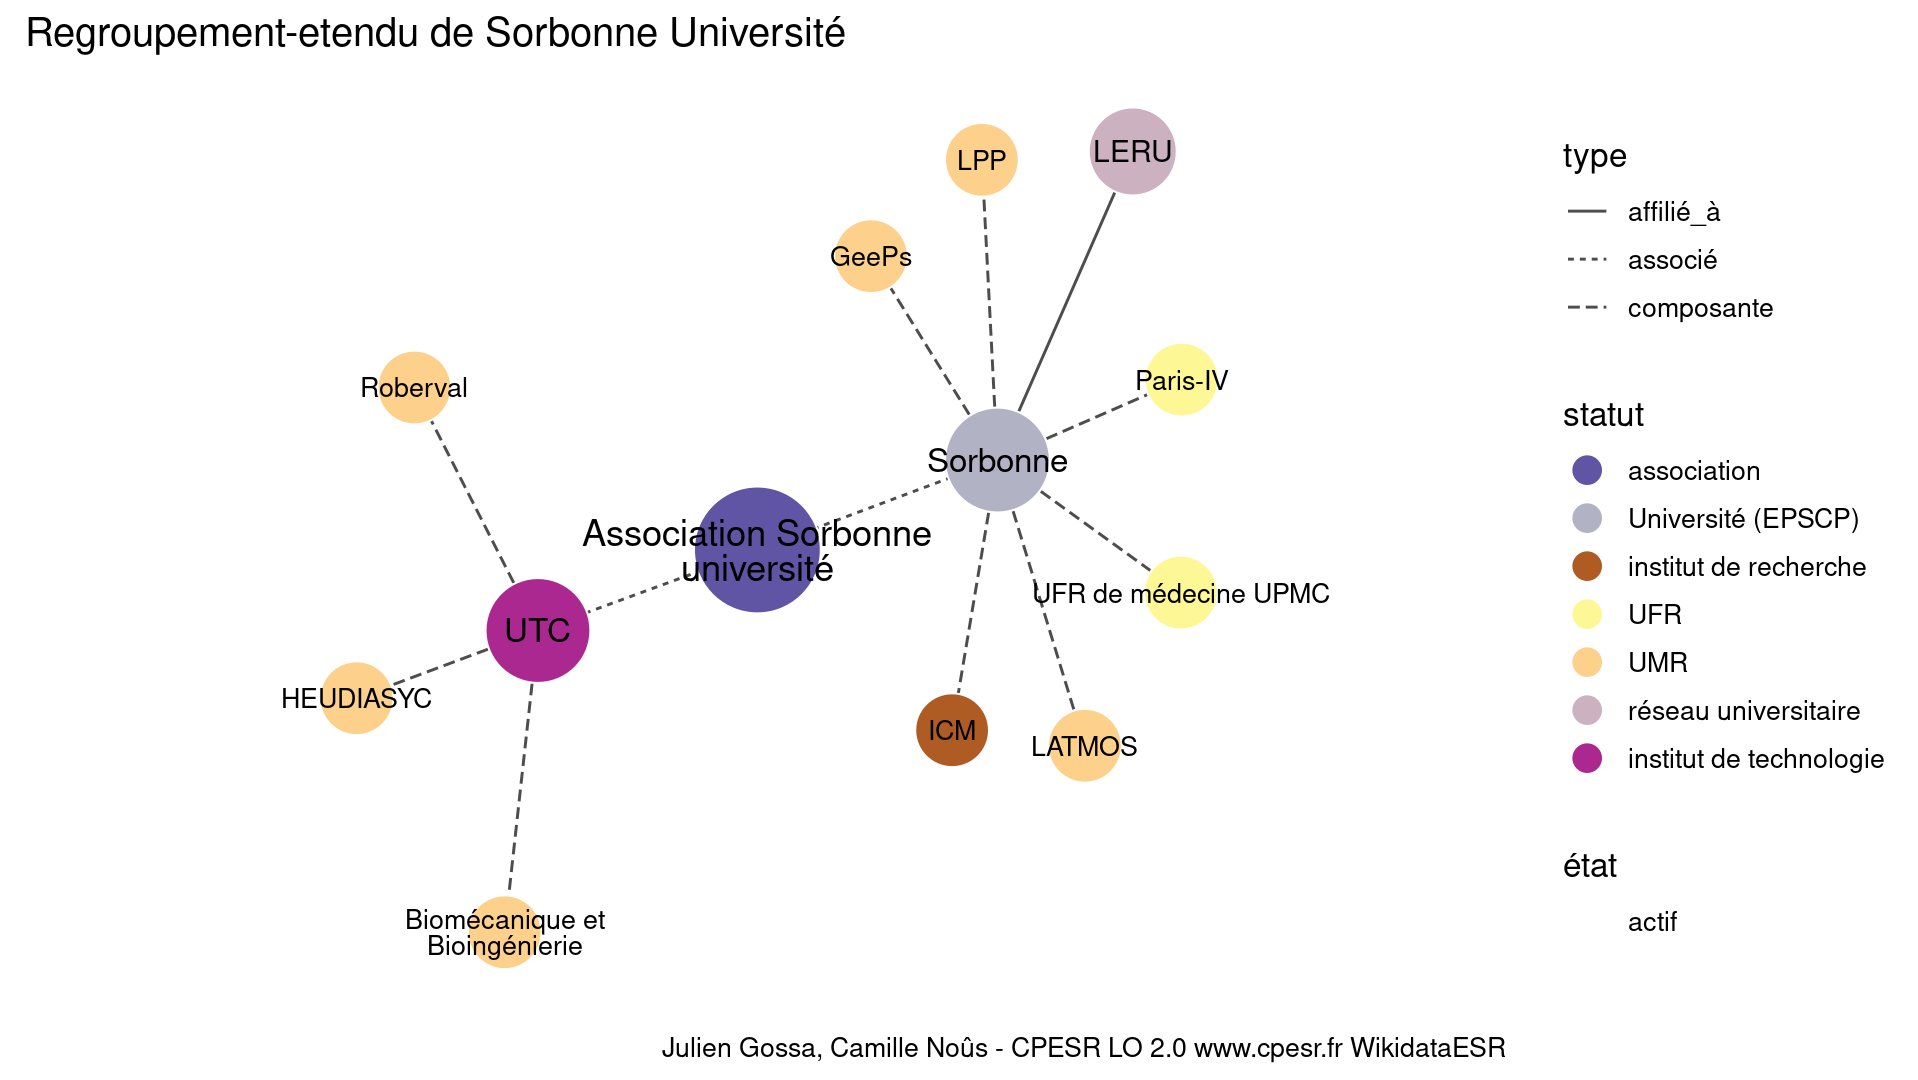 Regroupement-etendu de Sorbonne Université
LPP
LERU
GeePs
Roberval
Paris-IV
Sorbonne
Association Sorbonne
université
UFR de médecine UPMC
UTC
HEUDIASYC
ICM
LATMOS
Biomécanique et
Bioingénierie
type
affilié_à
associé
composante
statut
association
Université (EPSCP)
institut de recherche
UFR
UMR
réseau universitaire
institut de technologie
état
actif
Julien Gossa, Camille Noûs - CPESR LO 2.0 www.cpesr.fr WikidataESR